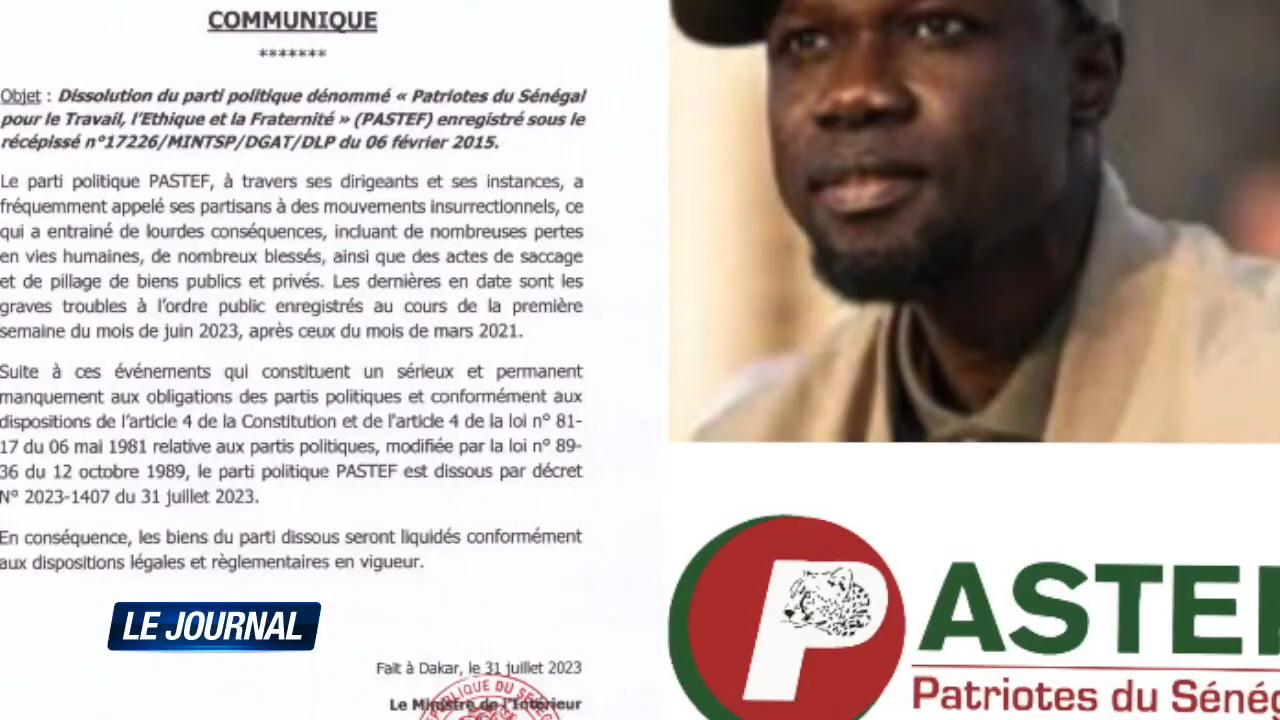 COMMUNIQUE
*******
Objet : Dissolution du parti politique dénommé « Patriotes du Sénégal
pour le Travail, l'Ethique et la Fraternité » (PASTEF) enregistré sous le
récépissé n°17226/MINTSP/DGAT/DLP du 06 février 2015.
Le parti politique PASTEF, à travers ses dirigeants et ses instances, a
fréquemment appelé ses partisans à des mouvements insurrectionnels, ce
qui a entrainé de lourdes conséquences, incluant de nombreuses pertes
en vies humaines, de nombreux blessés, ainsi que des actes de saccage
et de pillage de biens publics et privés. Les dernières en date sont les
graves troubles à l'ordre public enregistrés au cours de la première
semaine du mois de juin 2023, après ceux du mois de mars 2021.
Suite à ces événements qui constituent un sérieux et permanent
manquement aux obligations des partis politiques et conformément aux
dispositions de l'article 4 de la Constitution et de l'article 4 de la loi n° 81-
17 du 06 mai 1981 relative aux partis politiques, modifiée par la loi n° 89-
36 du 12 octobre 1989, le parti politique PASTEF est dissous par décret
N° 2023-1407 du 31 juillet 2023.
En conséquence, les biens du parti dissous seront liquidés conformément
aux dispositions légales et règlementaires en vigueur.
LE JOURNAL
Fait à Dakar, le 31 juillet 2023
Le Ministre de l'Intérieur
PASTEF
Patriotes du Sénég